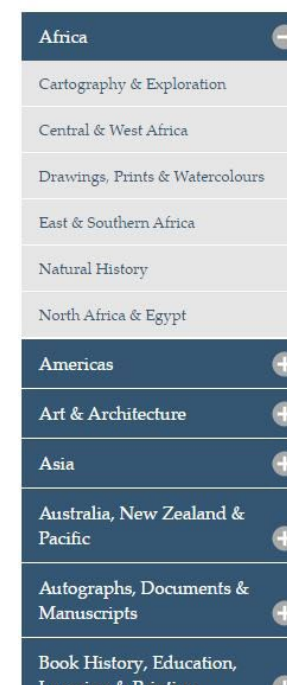 Africa
Cartography & Exploration
Central & West Africa
Drawings, Prints & Watercolours
East & Southern Africa
Natural History
North Africa & Egypt
Americas
Art & Architecture
Asia
Australia, New Zealand &
Pacific
Autographs, Documents &
Manuscripts
Book History, Education,